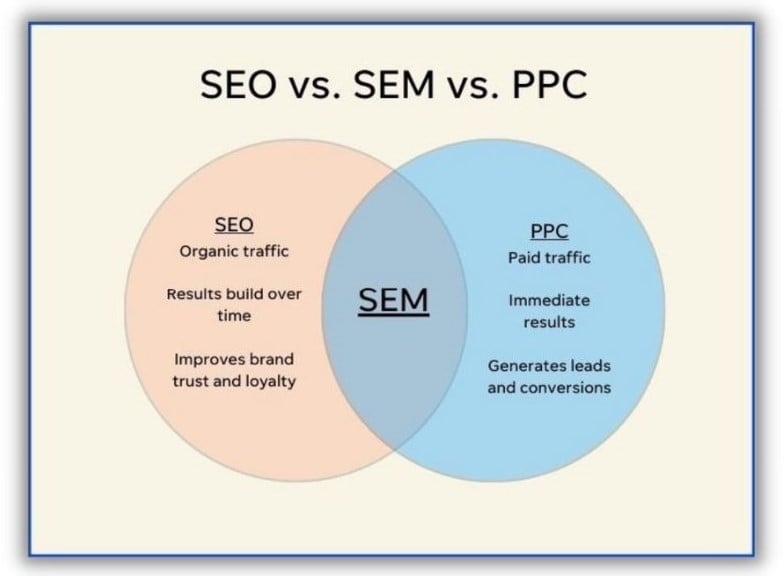 SEO vs. SEM vs. PPC
SEO
Organic traffic
Results build over
time
Improves brand
trust and loyalty
SEM
PPC
Paid traffic
Immediate
results
Generates leads
and conversions